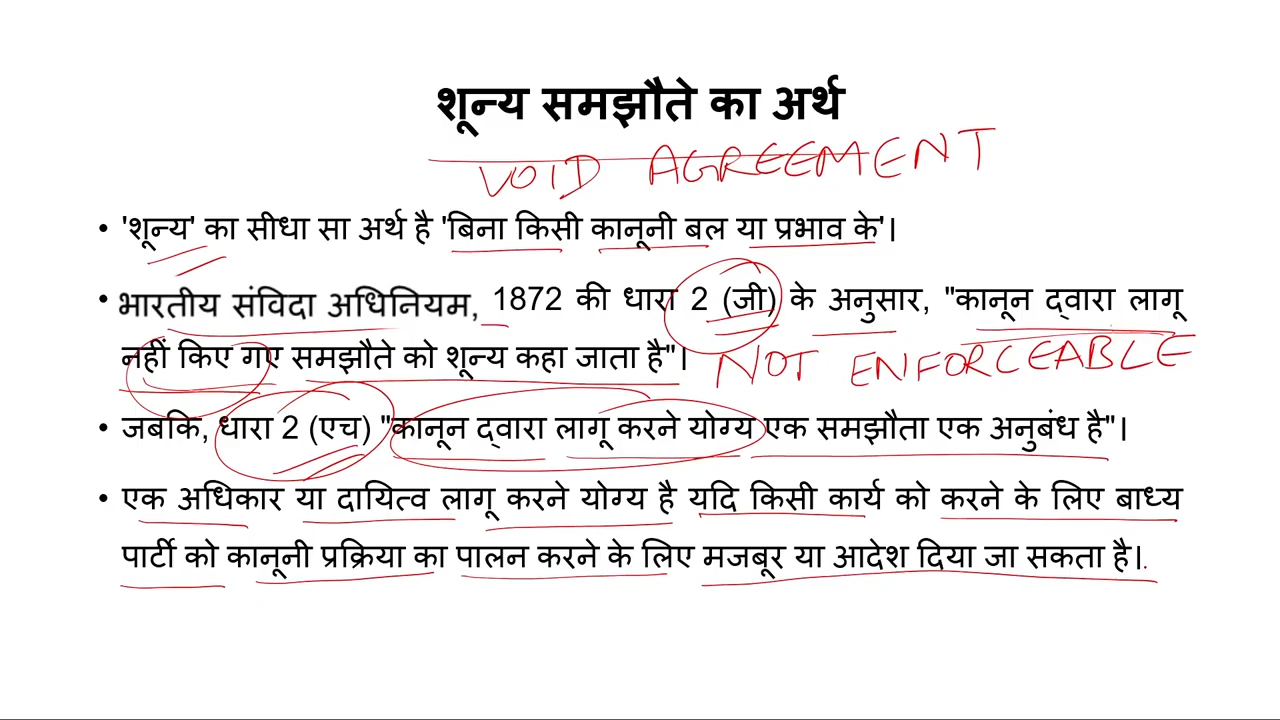 शून्य समझौते का अर्थ
VOID AGREEMENT
• 'शून्य' का सीधा सा अर्थ है 'बिना किसी कानूनी बल या प्रभाव के'।
• भारतीय संविदा अधिनियम, 1872 की धारा 2 (जी) के अनुसार, "कानून द्वारा लागू
नहीं किए गए समझौते को शून्य कहा जाता है"। NOT ENFORCEABLE
• जबकि, धारा 2 (एच) "कानून द्वारा लागू करने योग्य एक समझौता एक अनुबंध है"।
• एक अधिकार या दायित्व लागू करने योग्य है यदि किसी कार्य को करने के लिए बाध्य
पार्टी को कानूनी प्रक्रिया का पालन करने के लिए मजबूर या आदेश दिया जा सकता है।.